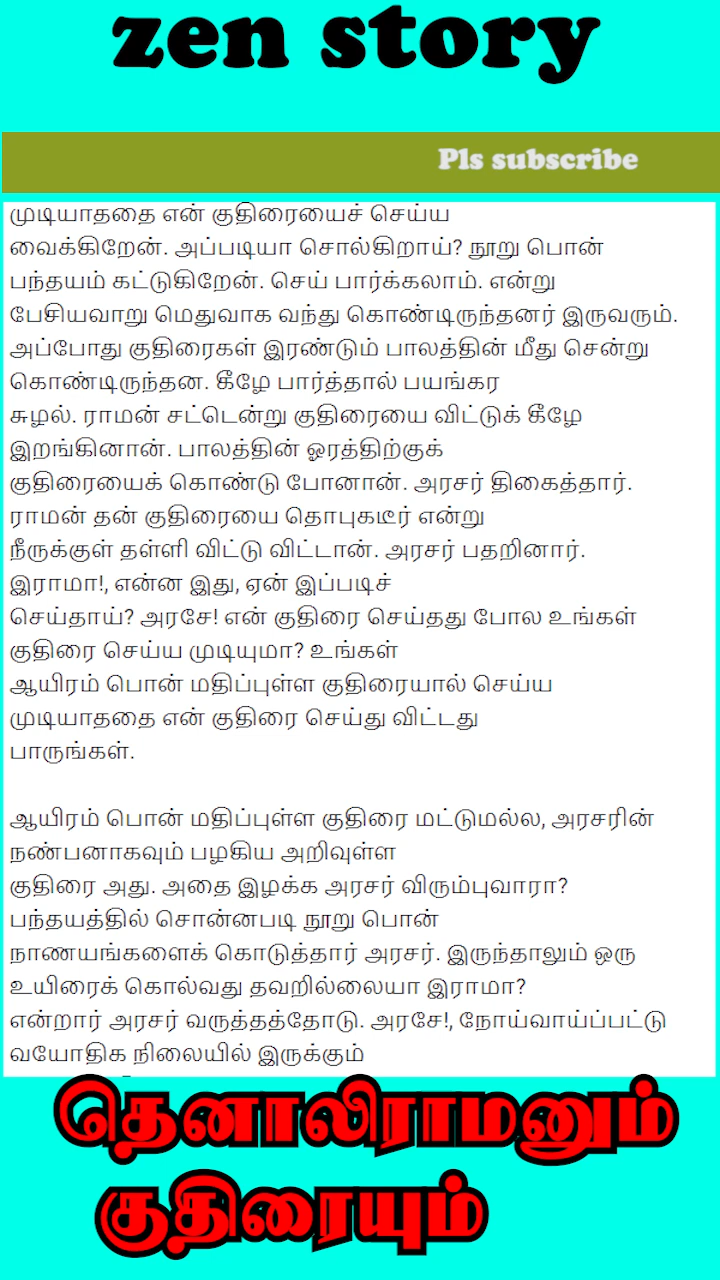 zen story
Pls subscribe
முடியாததை என் குதிரையைச் செய்ய
வைக்கிறேன். அப்படியா சொல்கிறாய்? நூறு பொன்
பந்தயம் கட்டுகிறேன். செய் பார்க்கலாம். என்று
பேசியவாறு மெதுவாக வந்து கொண்டிருந்தனர் இருவரும்.
அப்போது குதிரைகள் இரண்டும் பாலத்தின் மீது சென்று
கொண்டிருந்தன. கீழே பார்த்தால் பயங்கர
சுழல். ராமன் சட்டென்று குதிரையை விட்டுக் கீழே
இறங்கினான். பாலத்தின் ஓரத்திற்குக்
குதிரையைக் கொண்டு போனான். அரசர் திகைத்தார்.
ராமன் தன் குதிரையை தொபுகடீர் என்று
நீருக்குள் தள்ளி விட்டு விட்டான். அரசர் பதறினார்.
இராமா!, என்ன இது, ஏன் இப்படிச்
செய்தாய்? அரசே! என் குதிரை செய்தது போல உங்கள்
குதிரை செய்ய முடியுமா? உங்கள்
ஆயிரம் பொன் மதிப்புள்ள குதிரையால் செய்ய
முடியாததை என் குதிரை செய்து விட்டது
பாருங்கள்.
ஆயிரம் பொன் மதிப்புள்ள குதிரை மட்டுமல்ல, அரசரின்
நண்பனாகவும் பழகிய அறிவுள்ள
குதிரை அது. அதை இழக்க அரசர் விரும்புவாரா?
பந்தயத்தில் சொன்னபடி நூறு பொன்
நாணயங்களைக் கொடுத்தார் அரசர். இருந்தாலும் ஒரு
உயிரைக் கொல்வது தவறில்லையா இராமா?
என்றார் அரசர் வருத்தத்தோடு. அரசே!, நோய்வாய்ப்பட்டு
வயோதிக நிலையில் இருக்கும்
தெனாலிராமனும்
குதிரையும்